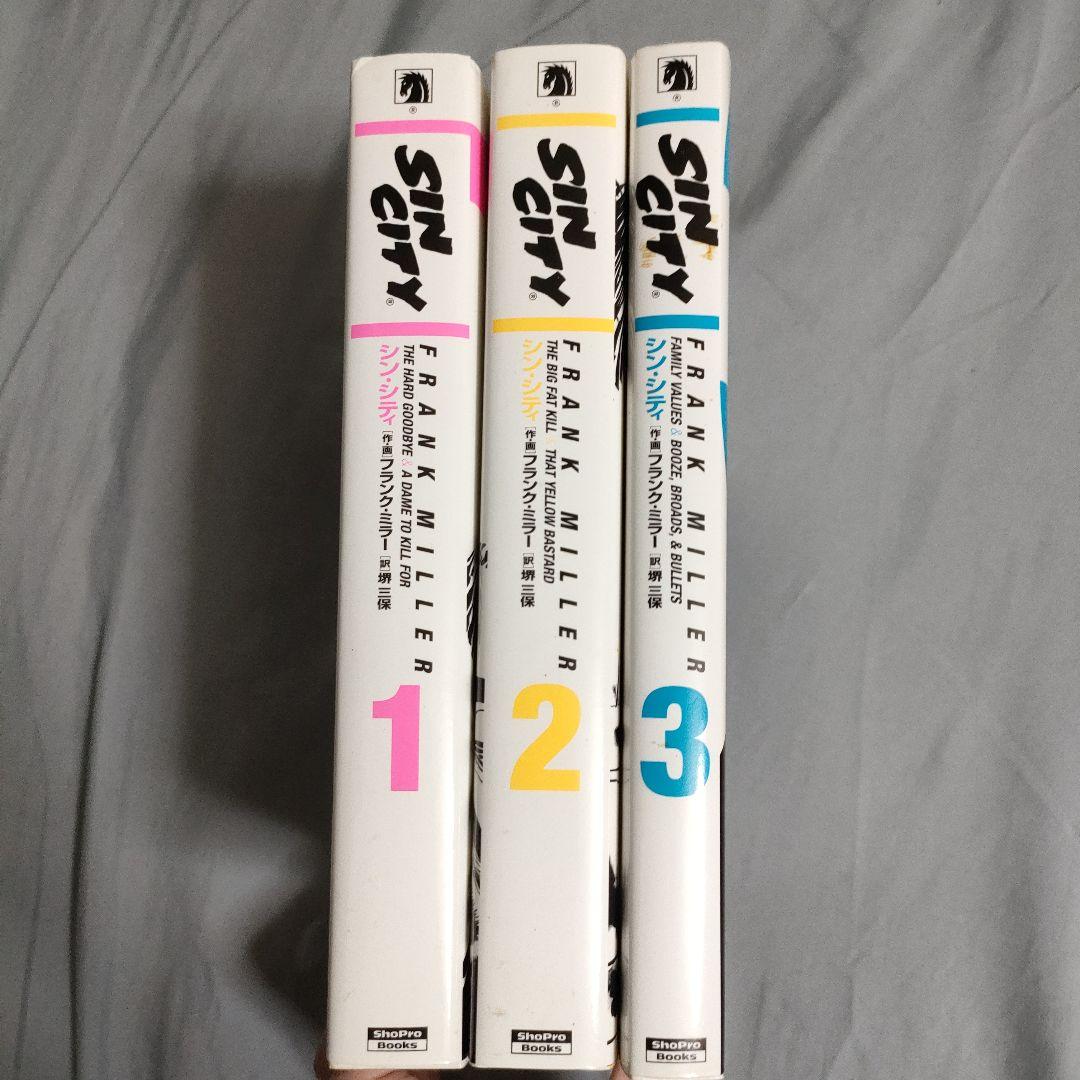 ®
SIN
CITY®
FRANK MILLER
THE HARD GOODBYE & A DAME TO KILL FOR
シン・シティ [作・画]フランク・ミラー [訳]堺 三保
1
ShoPro
Books
®
SIN
CITY®
FRANK MILLER
THE BIG FAT KILL & THAT YELLOW BASTARD
シン・シティ [作・画]フランク・ミラー [訳]堺 三保
2
ShoPro
Books
®
SIN
CITY®
FRANK MILLER
FAMILY VALUES & BOOZE, BROADS, & BULLETS
シン・シティ [作・画]フランク・ミラー [訳]堺 三保
3
ShoPro
Books